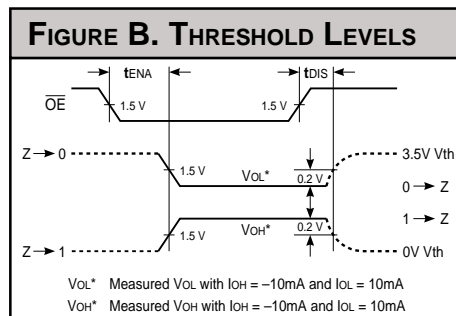 FIGURE B. THRESHOLD LEVELS
tENA tDIS
OE 1.5 V 1.5 V
Z 0 1.5 V VOL* 0.2 V 3.5V Vth
0 Z
1 Z
Z 1 1.5 V VOH* 0.2 V 0V Vth
VOL* Measured VOL with IOH = –10mA and IOL = 10mA
VOH* Measured VOH with IOH = –10mA and IOL = 10mA